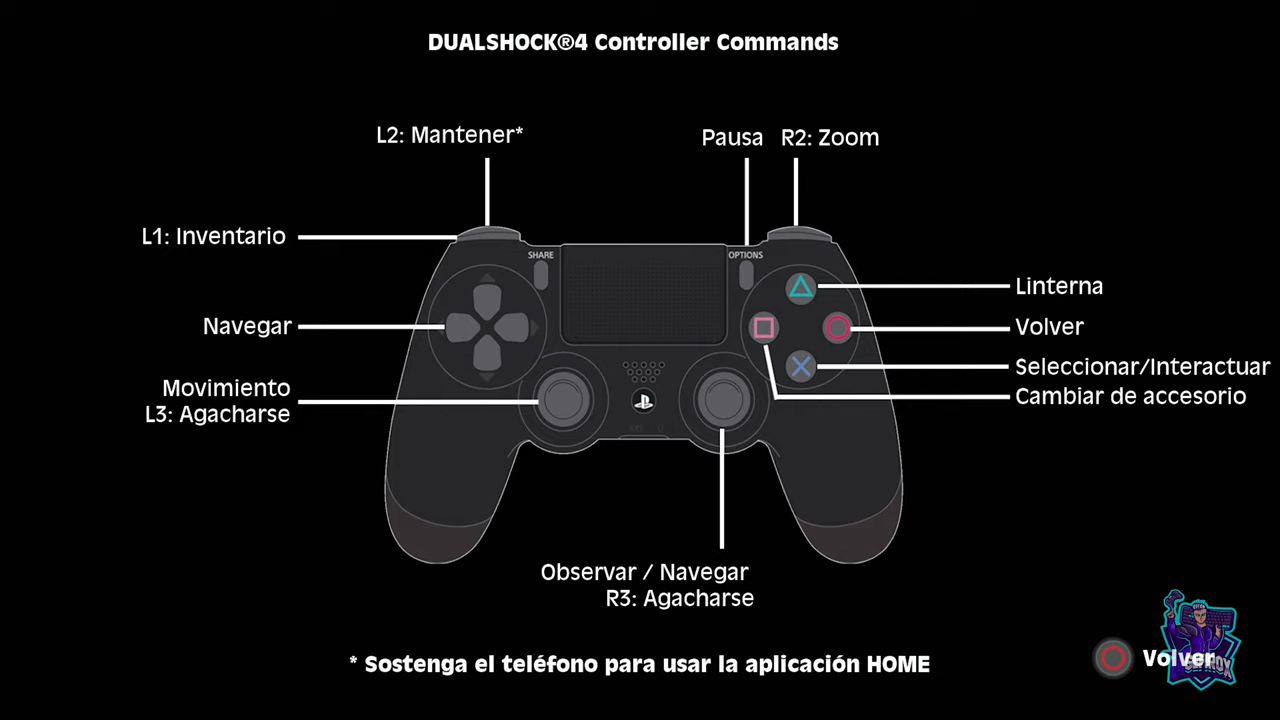 DUALSHOCK®4 Controller Commands
L2: Mantener*
Pausa
R2: Zoom
L1: Inventario
SHARE
OPTIONS
Linterna
Navegar
Volver
Seleccionar/Interactuar
Movimiento
L3: Agacharse
Cambiar de accesorio
Observar / Navegar
R3: Agacharse
* Sostenga el teléfono para usar la aplicación HOME
Volver